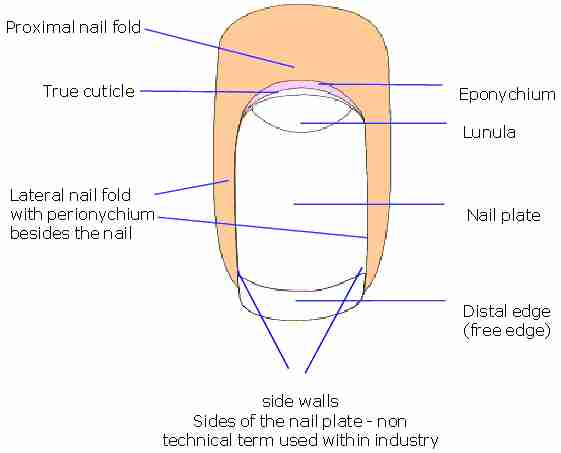 Proximal nail fold
True cuticle
Eponychium
Lunula
Lateral nail fold
with perionychium
besides the nail
Nail plate
Distal edge
(free edge)
side walls
Sides of the nail plate - non
technical term used within industry